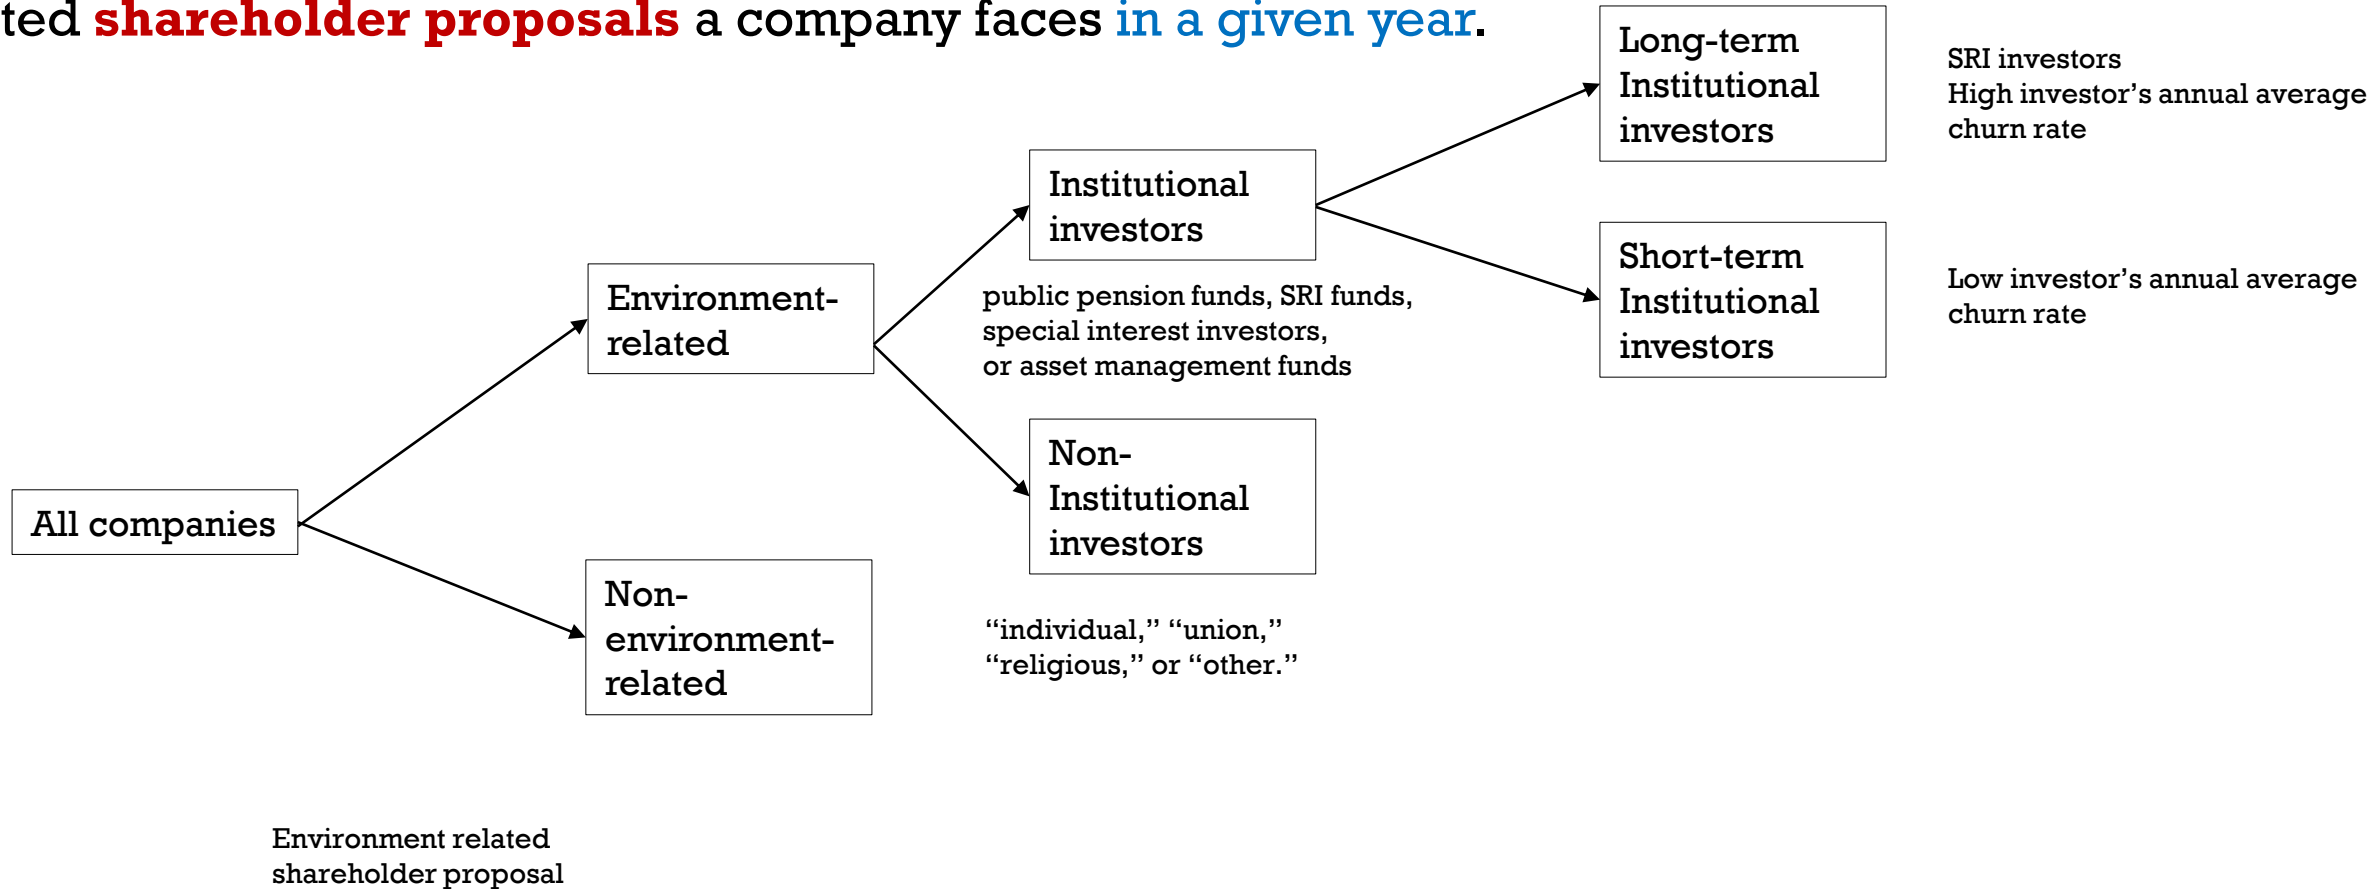 ted shareholder proposals a company faces in a given year.
Long-term
Institutional
investors
SRI investors
High investor’s annual average
churn rate
Institutional
investors
Short-term
Institutional
investors
Low investor’s annual average
churn rate
Environment-
related
public pension funds, SRI funds,
special interest investors,
or asset management funds
Non-
Institutional
investors
All companies
Non-
environment-
related
“individual,” “union,”
“religious,” or “other.”
Environment related
shareholder proposal